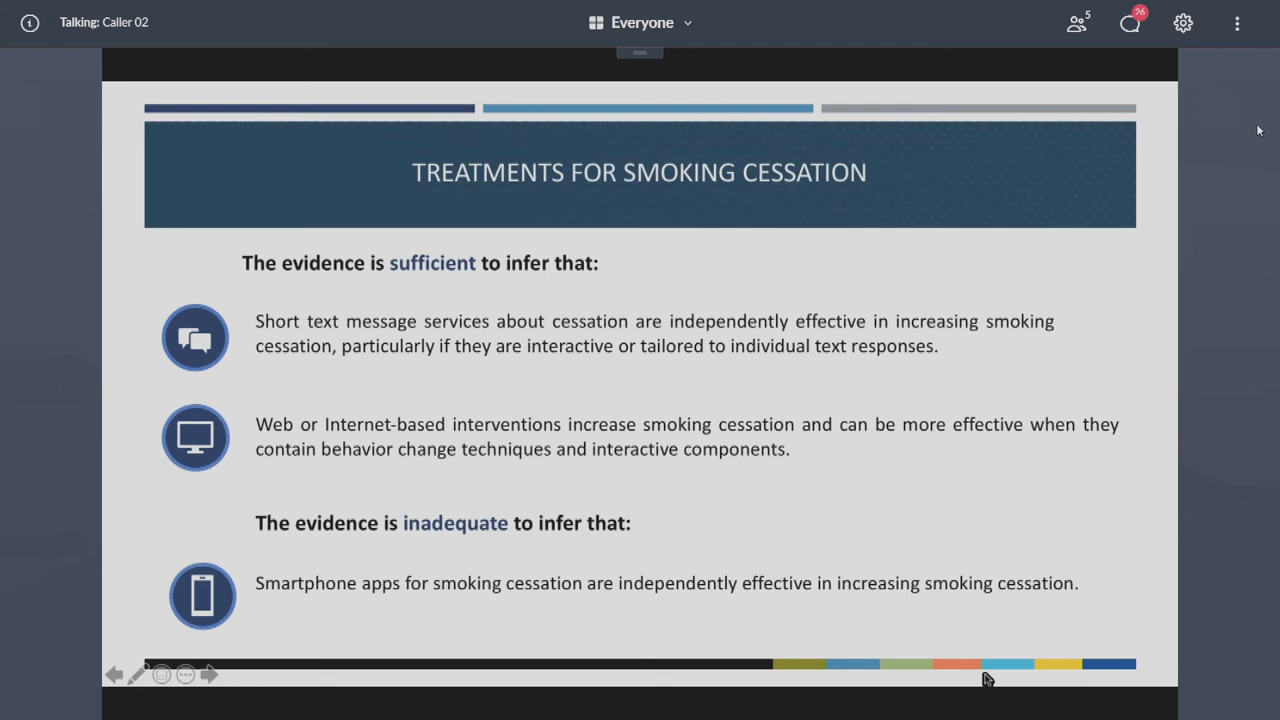 Talking: Caller 02
Everyone
5
26
TREATMENTS FOR SMOKING CESSATION
The evidence is sufficient to infer that:
Short text message services about cessation are independently effective in increasing smoking
cessation, particularly if they are interactive or tailored to individual text responses.
Web or Internet-based interventions increase smoking cessation and can be more effective when they
contain behavior change techniques and interactive components.
The evidence is inadequate to infer that:
Smartphone apps for smoking cessation are independently effective in increasing smoking cessation.